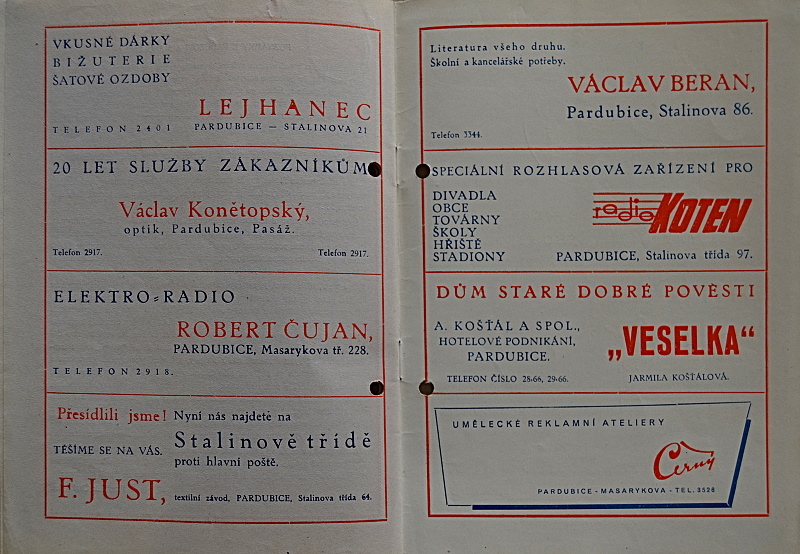 VKUSNÉ DÁRKY
BIŽUTERIE
ŠATOVÉ OZDOBY
LEJHANEC
TELEFON 2401 PARDUBICE — STALINOVA 21
20 LET SLUŽBY ZÁKAZNÍKŮM
Václav Konětopský,
optik, Pardubice, Pasáž.
Telefon 2917. Telefon 2917.
ELEKTRO-RADIO
ROBERT ČUJAN,
PARDUBICE, Masarykova tř. 228.
TELEFON 2918.
Přesídlili jsme! Nyní nás najdete na
TĚŠÍME SE NA VÁS. Stalinově třídě
proti hlavní poště.
F. JUST, textilní závod, PARDUBICE, Stalinova třída 64.
Literatura všeho druhu.
Školní a kancelářské potřeby.
VÁCLAV BERAN,
Pardubice, Stalinova 86.
Telefon 3344.
SPECIÁLNÍ ROZHLASOVÁ ZAŘÍZENÍ PRO
DIVADLA
OBCE
TOVÁRNY
ŠKOLY
HŘIŠTĚ
STADIONY
radio KOTEN
PARDUBICE, Stalinova třída 97.
DŮM STARÉ DOBRÉ POVĚSTI
A. KOŠŤÁL A SPOL.,
HOTELOVÉ PODNIKÁNÍ,
PARDUBICE.
„VESELKA“
TELEFON ČÍSLO 28-66, 29-66. JARMILA KOŠŤÁLOVÁ.
UMĚLECKÉ REKLAMNÍ ATELIERY
Černý
PARDUBICE - MASARYKOVA - TEL. 3528